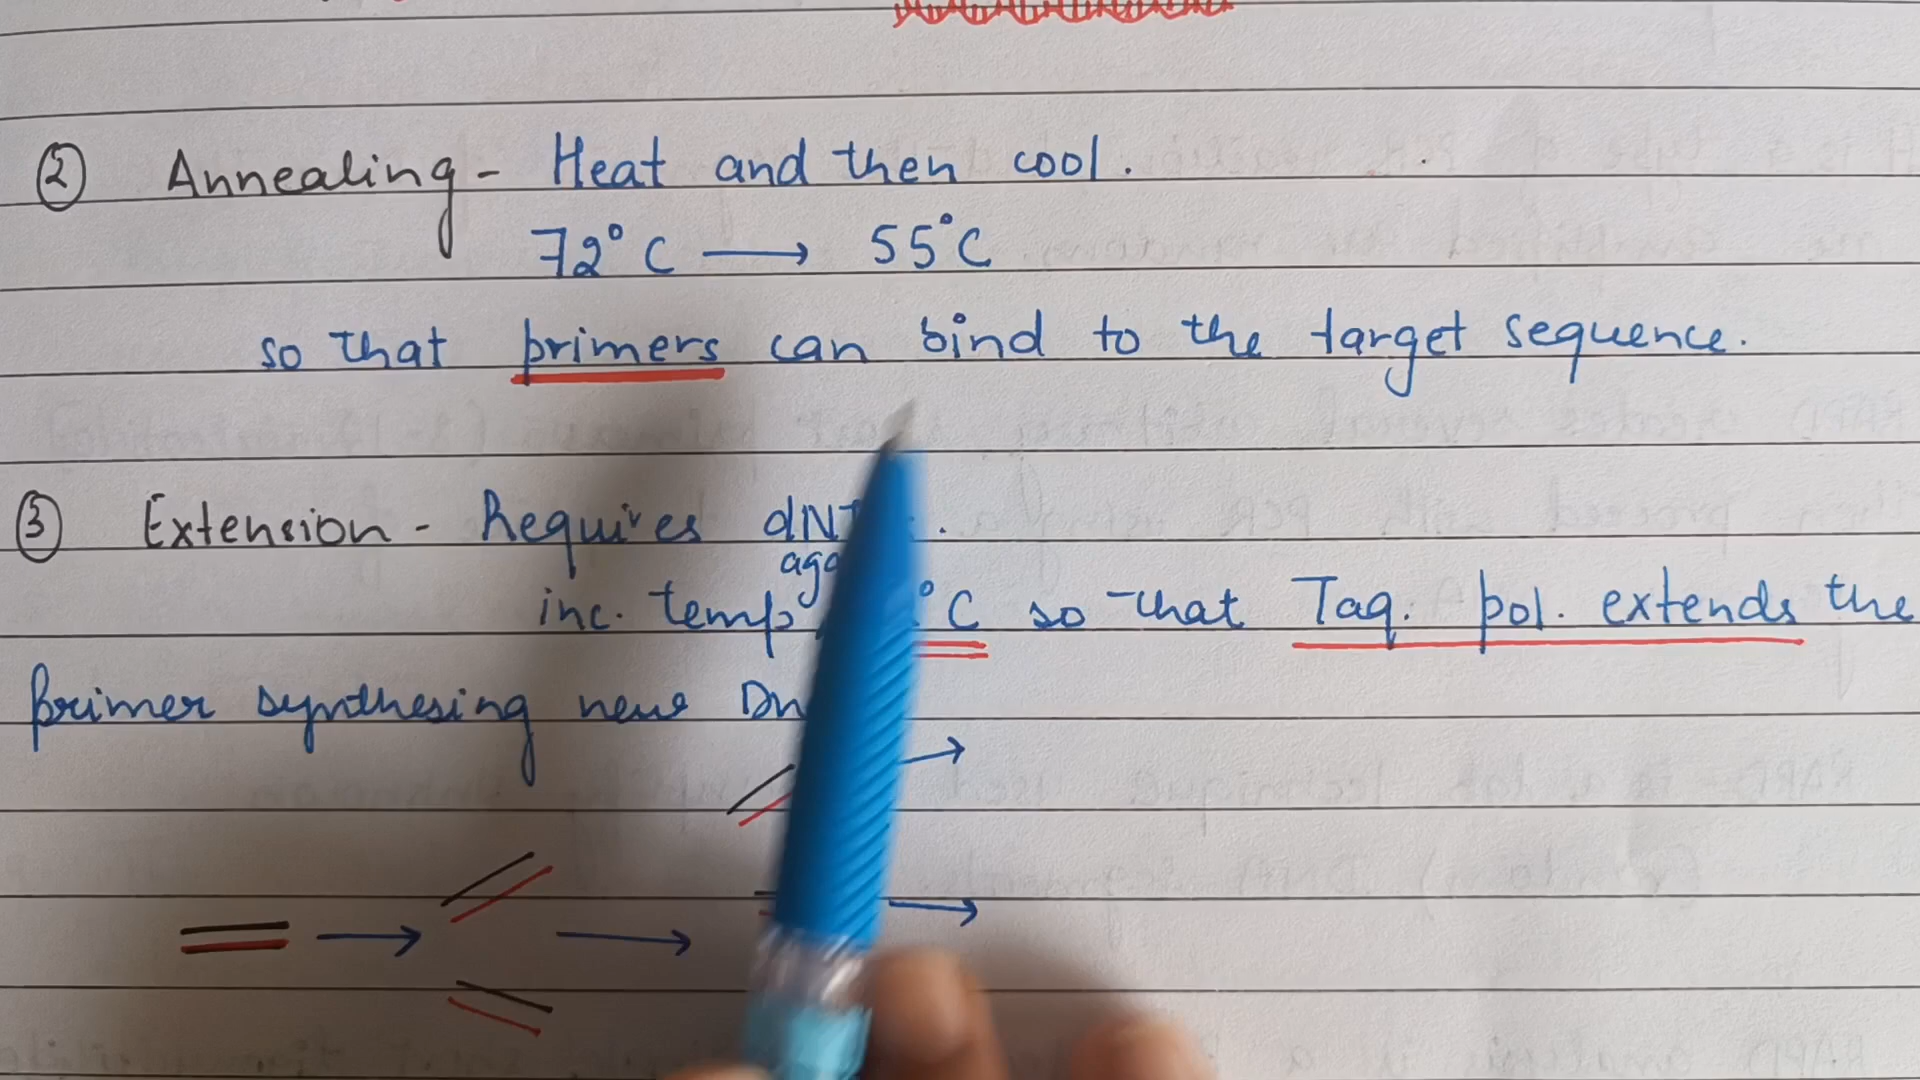 ② Annealing - Heat and then cool.
72°C → 55°C
so that primers can bind to the target sequence.
③ Extension - Requires
inc. temp °C so that Taq. pol. extends the
primer synthesing new